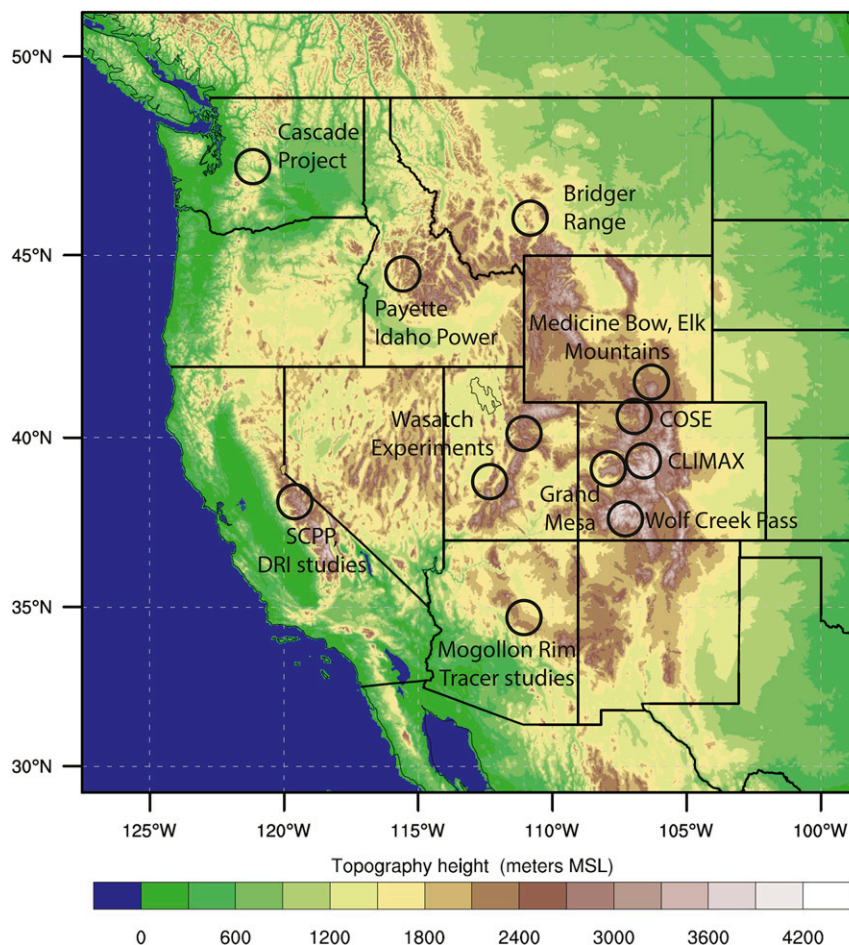 50°N
45°N
40°N
35°N
30°N
Cascade
Project
Bridger
Range
Payette
Idaho Power
Medicine Bow, Elk
Mountains
Wasatch
Experiments
COSE
CLIMAX
Grand
Mesa
Wolf Creek Pass
SCPP,
DRI studies
Mogollon Rim
Tracer studies
125°W 120°W 115°W 110°W 105°W 100°W
Topography height (meters MSL)
0 600 1200 1800 2400 3000 3600 4200